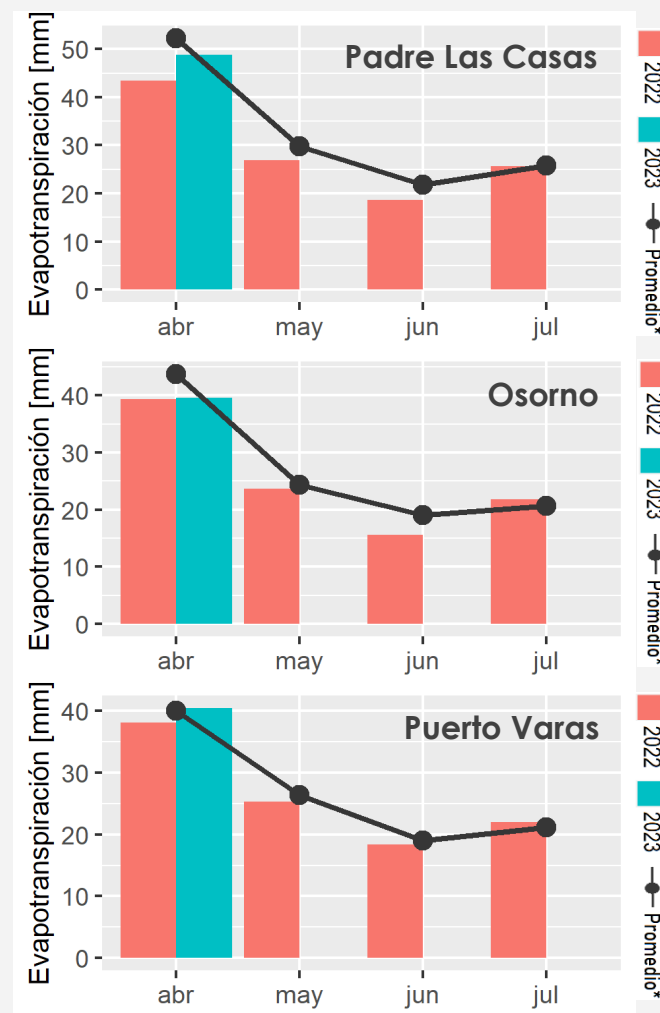 Evapotranspiración [mm]
50
40
30
20
10
0
Padre Las Casas
abr may jun jul
2022
2023
Promedio*
Evapotranspiración [mm]
40
30
20
10
0
Osorno
abr may jun jul
2022
2023
Promedio*
Evapotranspiración [mm]
40
30
20
10
0
Puerto Varas
abr may jun jul
2022
2023
Promedio*